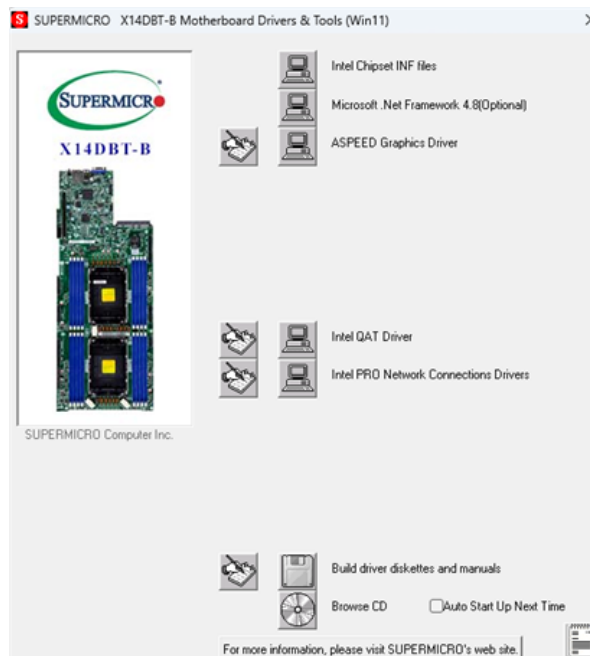 SUPERMICRO X14DBT-B Motherboard Drivers & Tools (Win11)
SUPERMICR
X14DBT-B
SUPERMICRO Computer Inc.
Intel Chipset INF files
Microsoft .Net Framework 4.8(Optional)
ASPEED Graphics Driver
Intel QAT Driver
Intel PRO Network Connections Drivers
Build driver diskettes and manuals
Browse CD Auto Start Up Next Time
For more information, please visit SUPERMICRO's web site.